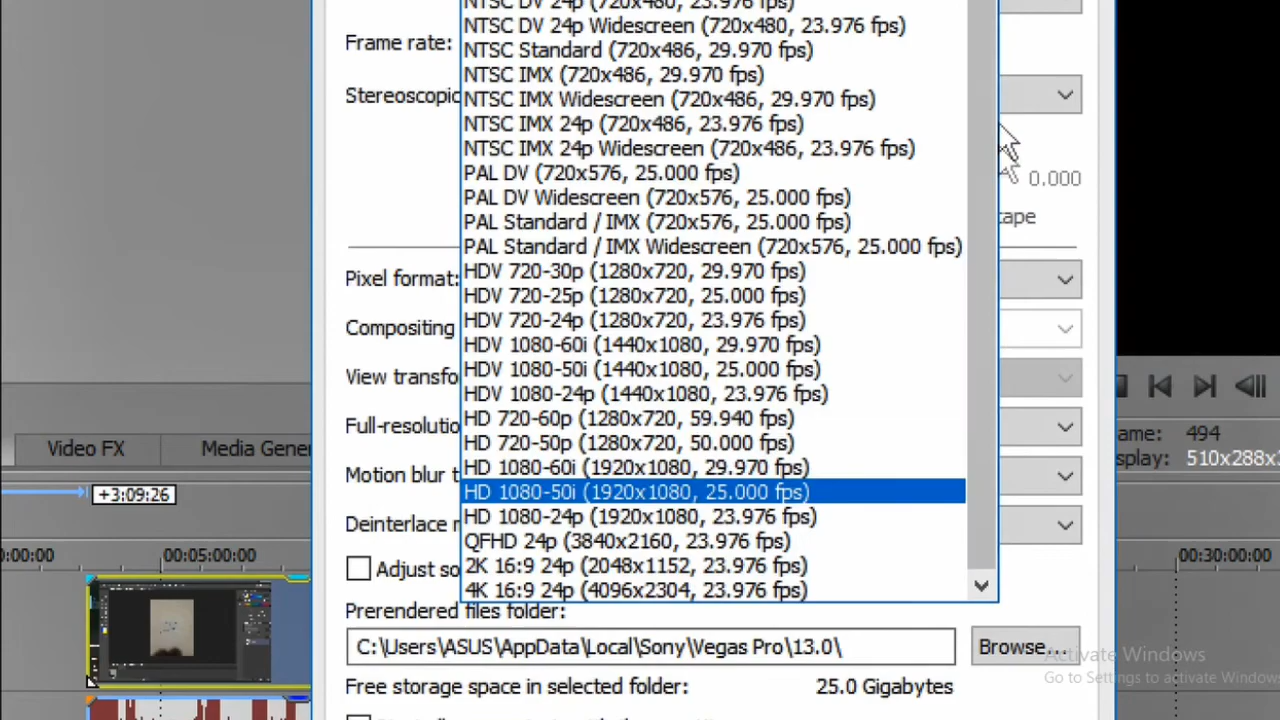 NTSC DV 24p (720x480, 23.976 fps)
NTSC DV 24p Widescreen (720x480, 23.976 fps)
Frame rate:
NTSC Standard (720x486, 29.970 fps)
NTSC IMX (720x486, 29.970 fps)
Stereoscopic
NTSC IMX Widescreen (720x486, 29.970 fps)
NTSC IMX 24p (720x486, 23.976 fps)
NTSC IMX 24p Widescreen (720x486, 23.976 fps)
PAL DV (720x576, 25.000 fps)
0.000
PAL DV Widescreen (720x576, 25.000 fps)
PAL Standard / IMX (720x576, 25.000 fps)
tape
PAL Standard / IMX Widescreen (720x576, 25.000 fps)
HDV 720-30p (1280x720, 29.970 fps)
Pixel format:
HDV 720-25p (1280x720, 25.000 fps)
HDV 720-24p (1280x720, 23.976 fps)
Compositing
HDV 1080-60i (1440x1080, 29.970 fps)
HDV 1080-50i (1440x1080, 25.000 fps)
View transfo
HDV 1080-24p (1440x1080, 23.976 fps)
HD 720-60p (1280x720, 59.940 fps)
Full-resolutio
HD 720-50p (1280x720, 50.000 fps)
HD 1080-60i (1920x1080, 29.970 fps)
Motion blur t
HD 1080-50i (1920x1080, 25.000 fps)
HD 1080-24p (1920x1080, 23.976 fps)
Deinterlace
QFHD 24p (3840x2160, 23.976 fps)
2K 16:9 24p (2048x1152, 23.976 fps)
Adjust so
4K 16:9 24p (4096x2304, 23.976 fps)
Prerendered files folder:
C:\Users\ASUS\AppData\Local\Sony\Vegas Pro\13.0\
Browse...
Free storage space in selected folder:
25.0 Gigabytes
Video FX
Media Gener
+3:09:26
0:00:00
00:05:00:00
00:30:00:00
ame: 494
splay: 510x288x
Activate Windows
Go to Settings to activate Windows